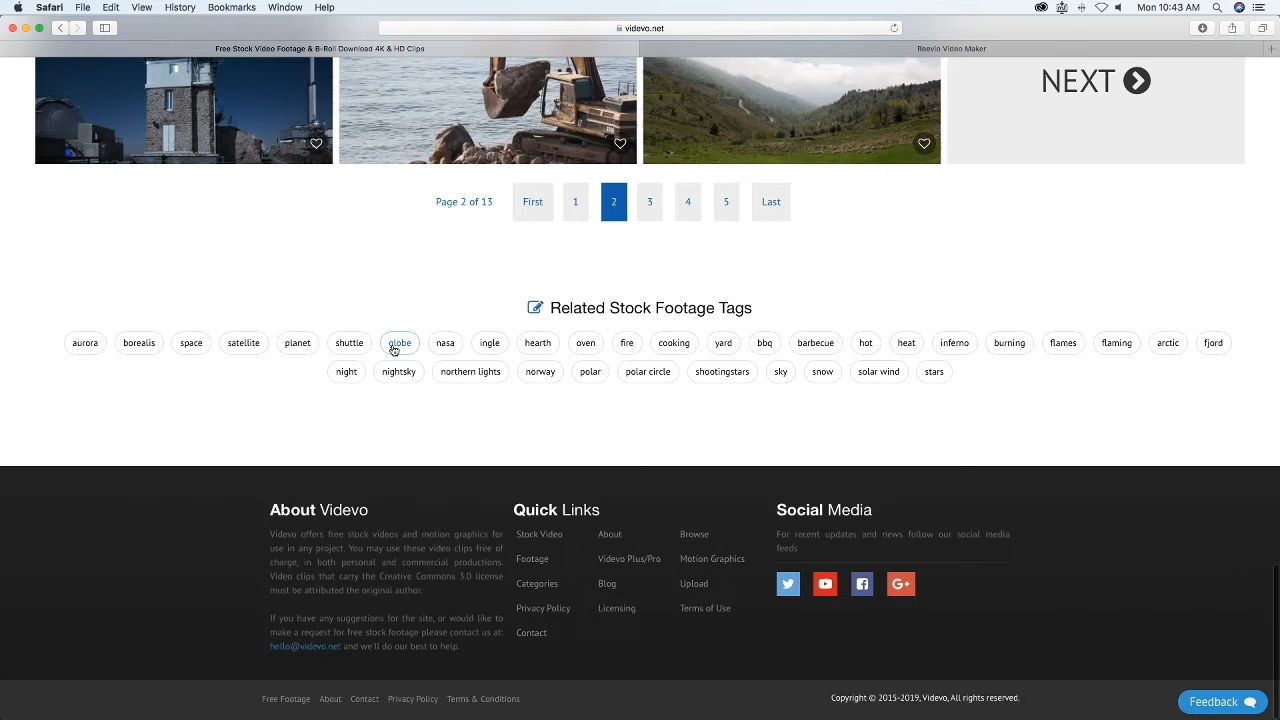 Safari File Edit View History Bookmarks Window Help Mon 10:43 AM
videvo.net
Free Stock Video Footage & B-Roll Download 4K & HD Clips Reevio Video Maker
NEXT
Page 2 of 13 First 1 2 3 4 5 Last
Related Stock Footage Tags
aurora borealis space satellite planet shuttle globe nasa ingle hearth oven fire cooking yard bbq barbecue hot heat inferno burning flames flaming arctic fjord
night nightsky northern lights norway polar polar circle shootingstars sky snow solar wind stars
About Videvo
Videvo offers free stock videos and motion graphics for
use in any project. You may use these video clips free of
charge, in both personal and commercial productions.
Video clips that carry the Creative Commons 3.0 license
must be attributed the original author.
If you have any suggestions for the site, or would like to
make a request for free stock footage please contact us at:
hello@videvo.net and we'll do our best to help.
Quick Links
Stock Video About Browse
Footage Videvo Plus/Pro Motion Graphics
Categories Blog Upload
Privacy Policy Licensing Terms of Use
Contact
Social Media
For recent updates and news follow our social media
feeds
G+
Free Footage About Contact Privacy Policy Terms & Conditions
Copyright © 2015-2019, Videvo, All rights reserved.
Feedback